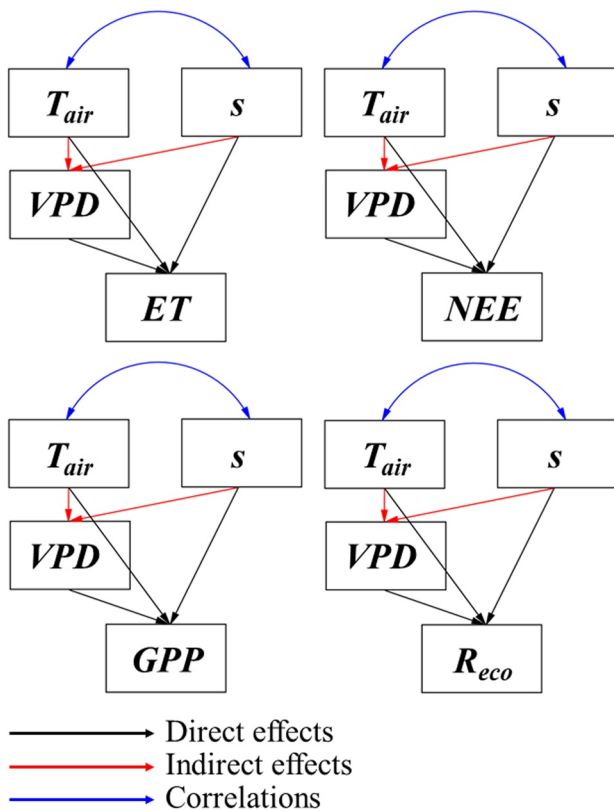 T_air s T_air s
VPD VPD
ET NEE
T_air s T_air s
VPD VPD
GPP R_eco
Direct effects
Indirect effects
Correlations